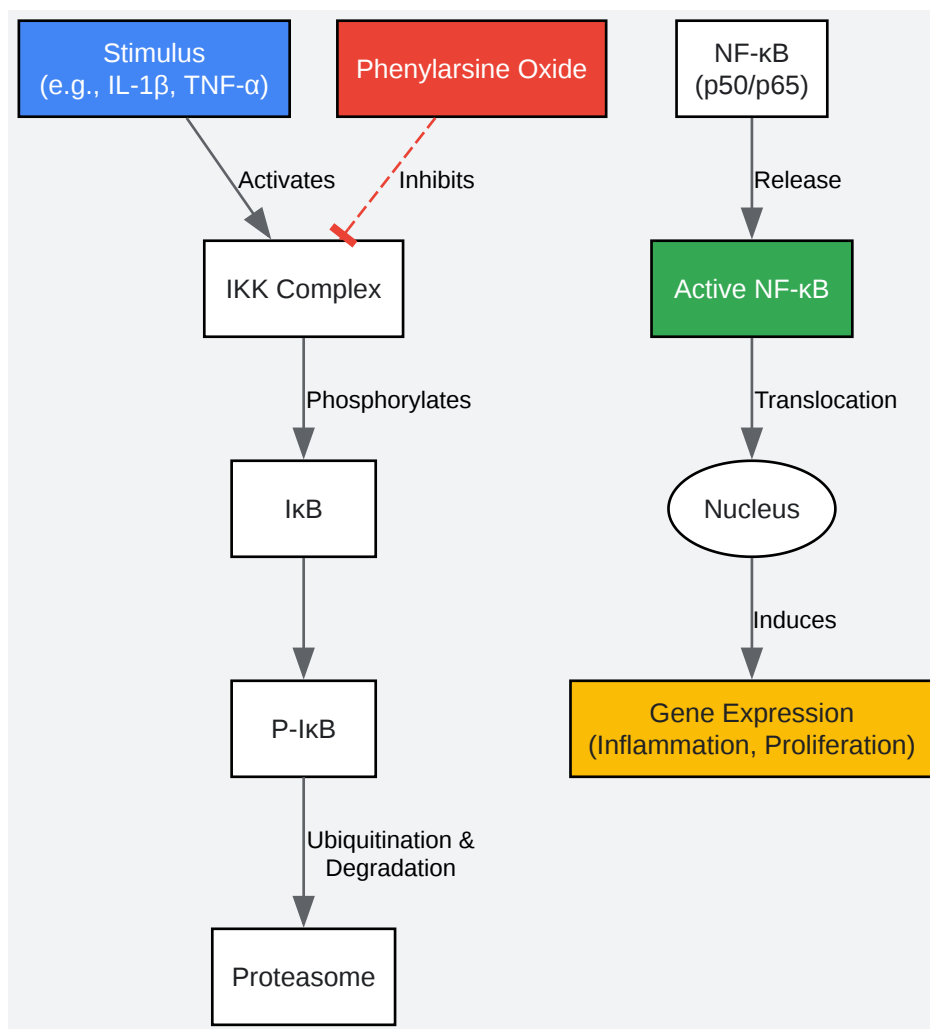 Stimulus
(e.g., IL-1β, TNF-α)
Phenylarsine Oxide
NF-κB
(p50/p65)
Activates
Inhibits
Release
IKK Complex
Active NF-κB
Phosphorylates
Translocation
IκB
Nucleus
Induces
P-IκB
Gene Expression
(Inflammation, Proliferation)
Ubiquitination &
Degradation
Proteasome